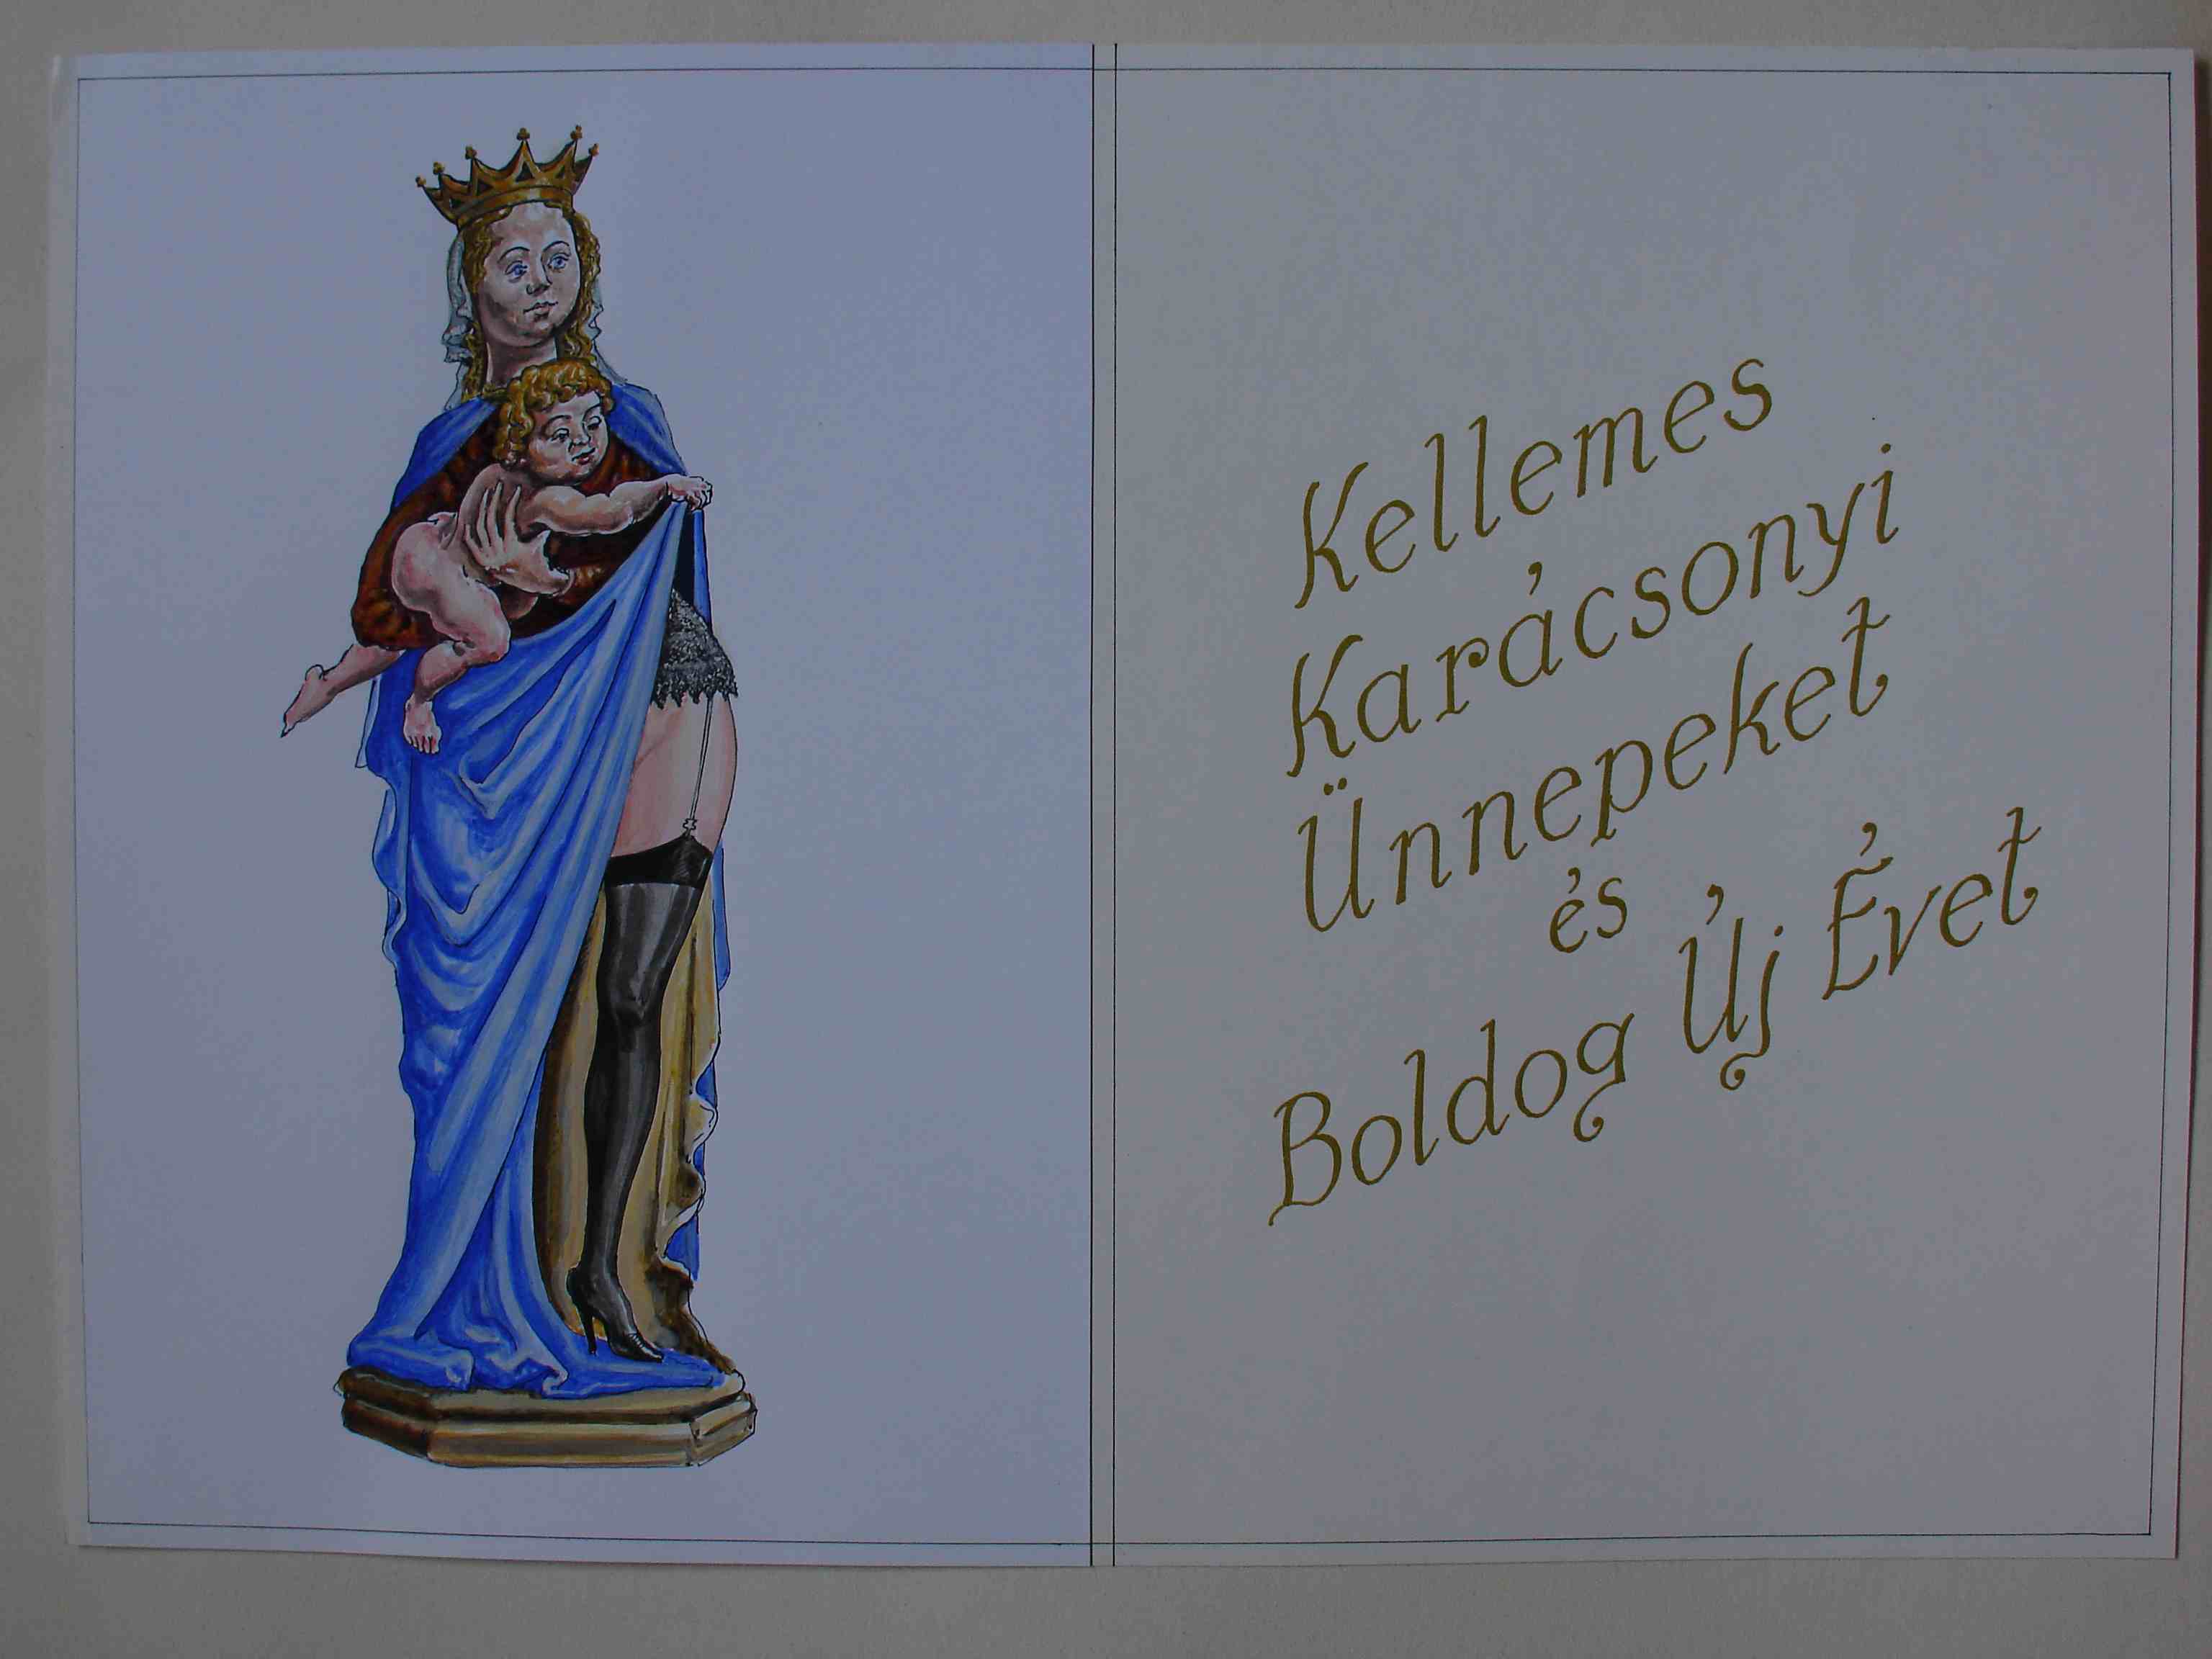 Kellemes
Karácsonyi
Ünnepeket
és
Boldog Új Évet